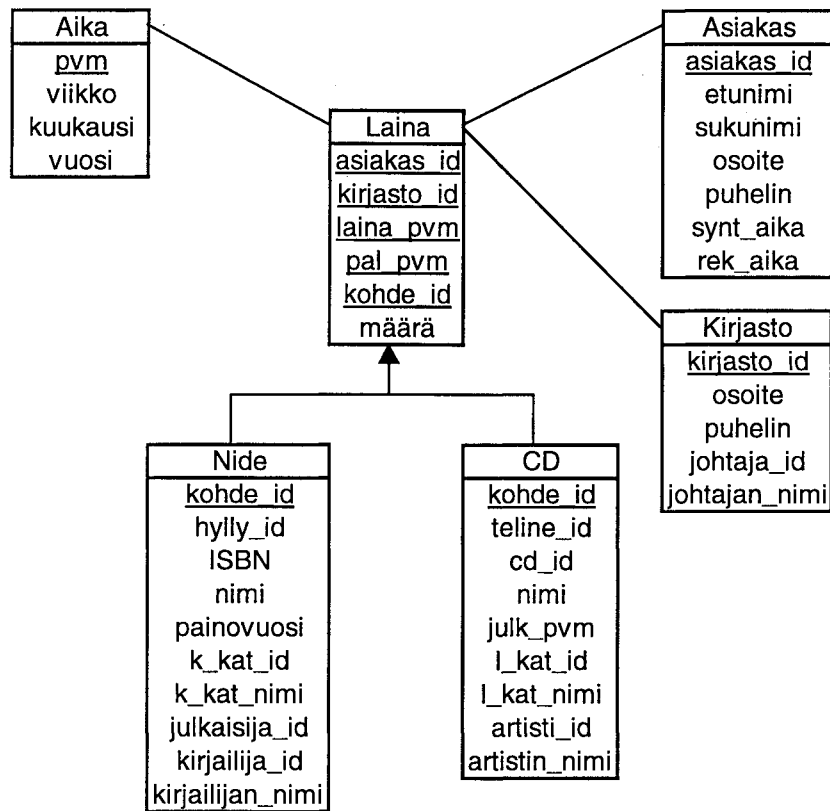 Aika
pvm
viikko
kuukausi
vuosi
Laina
asiakas_id
kirjasto_id
laina_pvm
pal_pvm
kohde_id
määrä
Asiakas
asiakas_id
etunimi
sukunimi
osoite
puhelin
synt_aika
rek_aika
Kirjasto
kirjasto_id
osoite
puhelin
johtaja_id
johtajan_nimi
Nide
kohde_id
hylly_id
ISBN
nimi
painovuosi
k_kat_id
k_kat_nimi
julkaisija_id
kirjailija_id
kirjailijan_nimi
CD
kohde_id
teline_id
cd_id
nimi
julk_pvm
l_kat_id
l_kat_nimi
artisti_id
artistin_nimi